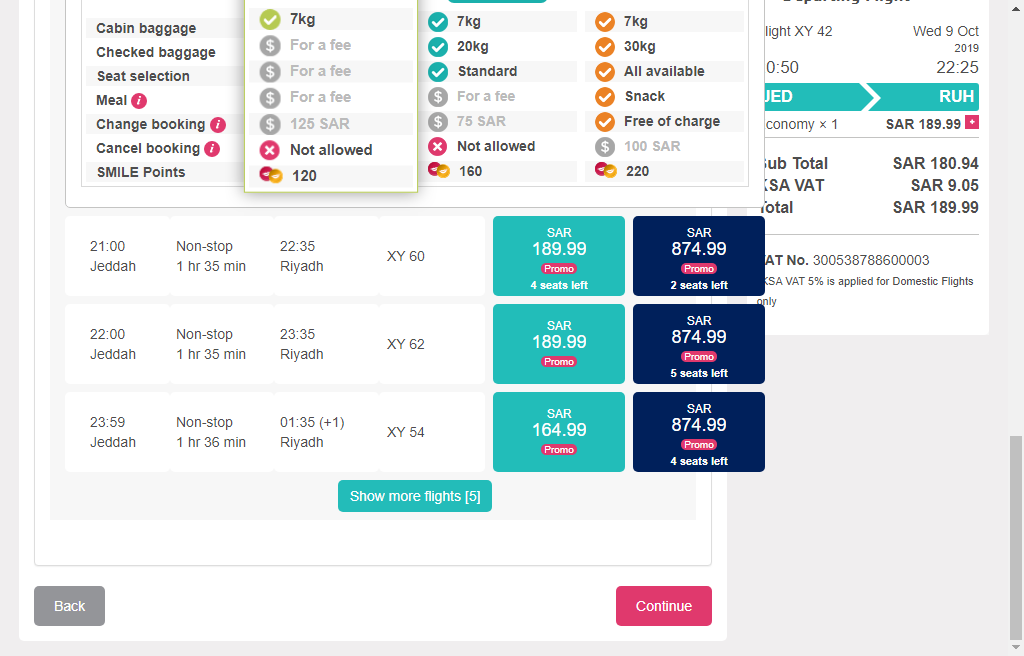 Cabin baggage
Checked baggage
Seat selection
Meal i
Change booking i
Cancel booking i
SMILE Points
7kg
$ For a fee
$ For a fee
$ For a fee
$ 125 SAR
Not allowed
120
7kg
20kg
Standard
$ For a fee
$ 75 SAR
Not allowed
160
7kg
30kg
All available
Snack
Free of charge
$ 100 SAR
220
21:00 Non-stop 22:35 XY 60
Jeddah 1 hr 35 min Riyadh
SAR
189.99
Promo
4 seats left
SAR
874.99
Promo
2 seats left
22:00 Non-stop 23:35 XY 62
Jeddah 1 hr 35 min Riyadh
SAR
189.99
Promo
SAR
874.99
Promo
5 seats left
23:59 Non-stop 01:35 (+1) XY 54
Jeddah 1 hr 36 min Riyadh
SAR
164.99
Promo
SAR
874.99
Promo
4 seats left
Show more flights [5]
Back
Continue
light XY 42 Wed 9 Oct
2019
0:50 22:25
JED RUH
conomy × 1 SAR 189.99 +
Sub Total SAR 180.94
KSA VAT SAR 9.05
Total SAR 189.99
VAT No. 300538788600003
KSA VAT 5% is applied for Domestic Flights
only